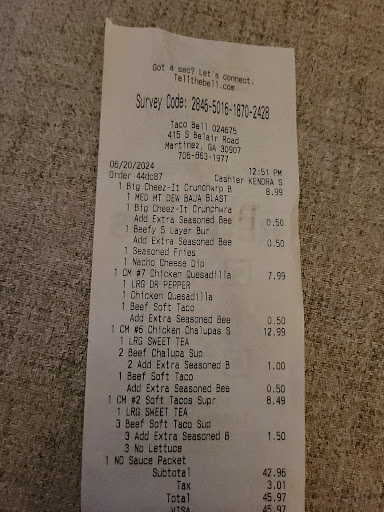 Got a sec? Let's connect.
Tellthebell.com
Survey Code: 2846-5016-1870-2428
Taco Bell 024675
415 S Belair Road
Martinez, GA 30907
706-863-1977
05/20/2024 12:51 PM
Order 44dc87 Cashier KENDRA S
1 Big Cheez-It Crunchwrp B 8.99
1 MED MT DEW BAJA BLAST
1 Big Cheez-It Crunchwra
Add Extra Seasoned Bee 0.50
1 Beefy 5 Layer Bur
Add Extra Seasoned Bee 0.50
1 Seasoned Fries
1 Nacho Cheese Dip
1 CM #7 Chicken Quesadilla 7.99
1 LRG DR PEPPER
1 Chicken Quesadilla
1 Beef Soft Taco
Add Extra Seasoned Bee 0.50
1 CM #6 Chicken Chalupas S 12.99
1 LRG SWEET TEA
2 Beef Chalupa Sup
2 Add Extra Seasoned B 1.00
1 Beef Soft Taco
Add Extra Seasoned Bee 0.50
1 CM #2 Soft Tacos Supr 8.49
1 LRG SWEET TEA
3 Beef Soft Taco Sup
3 Add Extra Seasoned B 1.50
3 No Lettuce
1 NO Sauce Packet
Subtotal 42.96
Tax 3.01
Total 45.97
VISA 45.97